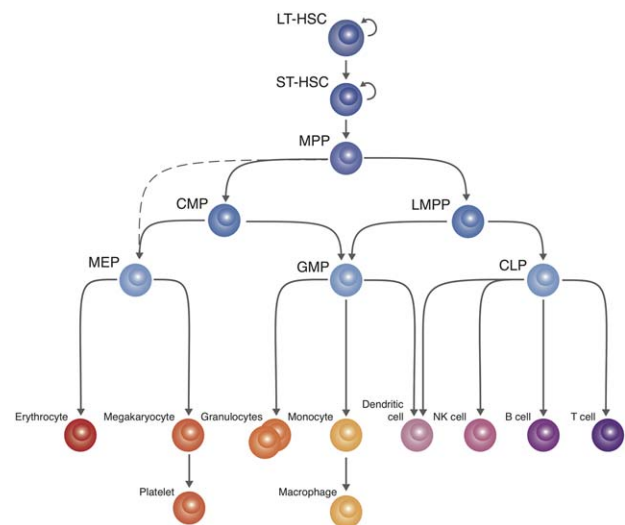 LT-HSC
ST-HSC
MPP
CMP
LMPP
MEP
GMP
CLP
Erythrocyte
Megakaryocyte
Granulocytes
Monocyte
Dendritic
cell
NK cell
B cell
T cell
Platelet
Macrophage